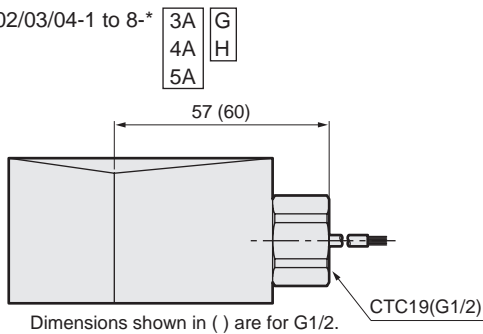 02/03/04-1 to 8-* 3A G
4A H
5A
57 (60)
CTC19(G1/2)
Dimensions shown in ( ) are for G1/2.